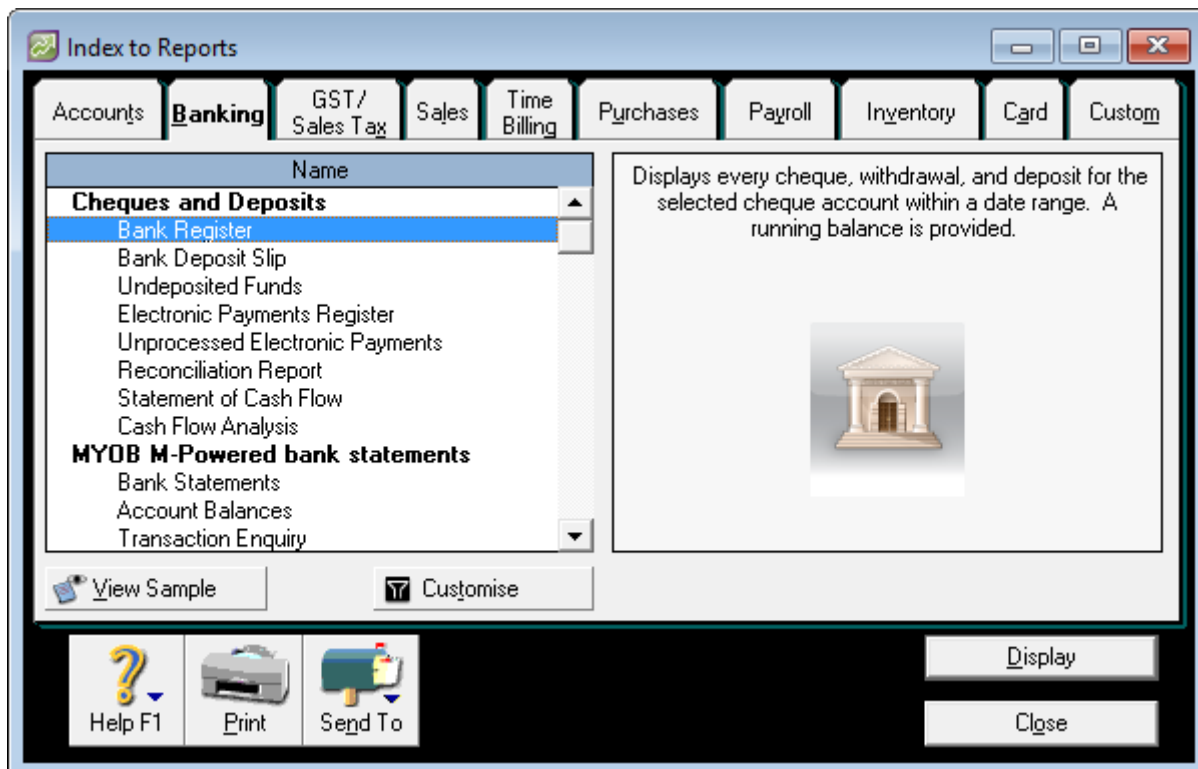 Index to Reports
Accounts
Banking
GST/
Sales Tax
Sales
Time
Billing
Purchases
Payroll
Inventory
Card
Custom
Name
Cheques and Deposits
Bank Register
Bank Deposit Slip
Undeposited Funds
Electronic Payments Register
Unprocessed Electronic Payments
Reconciliation Report
Statement of Cash Flow
Cash Flow Analysis
MYOB M-Powered bank statements
Bank Statements
Account Balances
Transaction Enquiry
Displays every cheque, withdrawal, and deposit for the
selected cheque account within a date range. A
running balance is provided.
View Sample
Customise
Help F1
Print
Send To
Display
Close